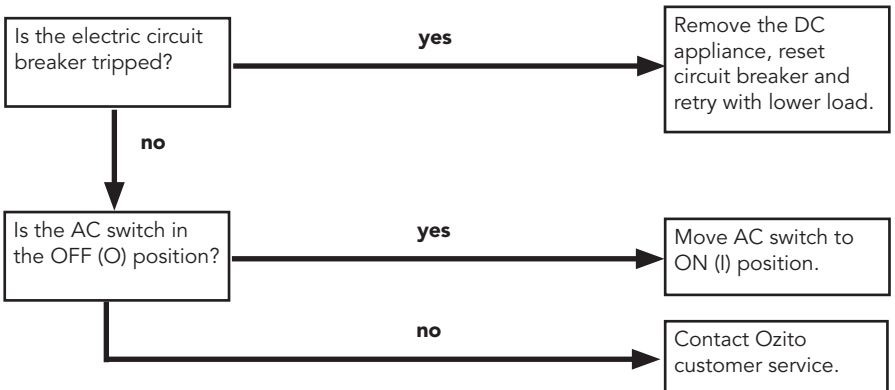 Is the electric circuit
breaker tripped?
yes
Remove the DC
appliance, reset
circuit breaker and
retry with lower load.
no
Is the AC switch in
the OFF (O) position?
yes
Move AC switch to
ON (I) position.
no
Contact Ozito
customer service.